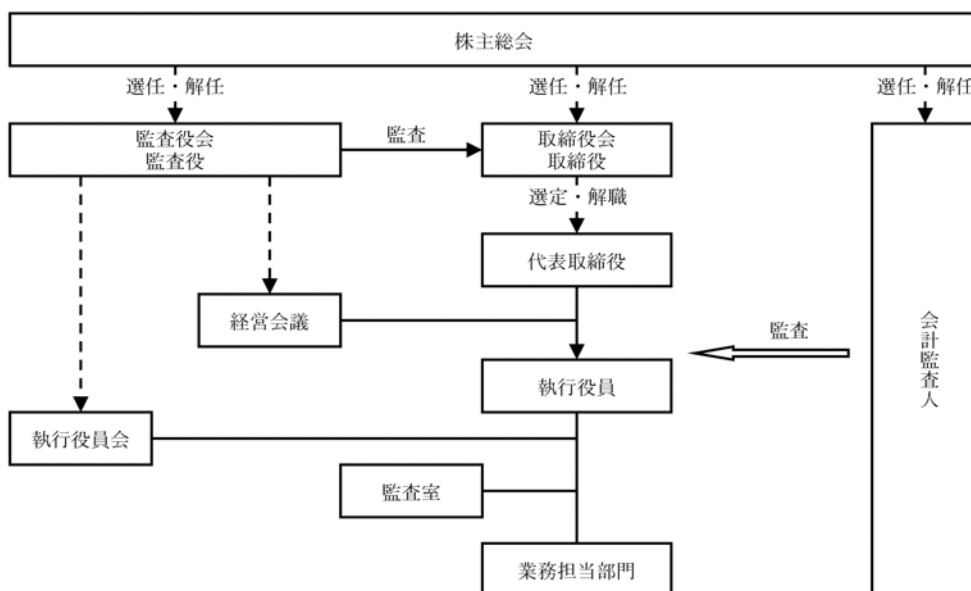 株主総会
選任・解任
選任・解任
選任・解任
監査役会
監査役
監査
取締役会
取締役
選定・解職
代表取締役
経営会議
監査
会計監査人
執行役員
執行役員会
監査室
業務担当部門